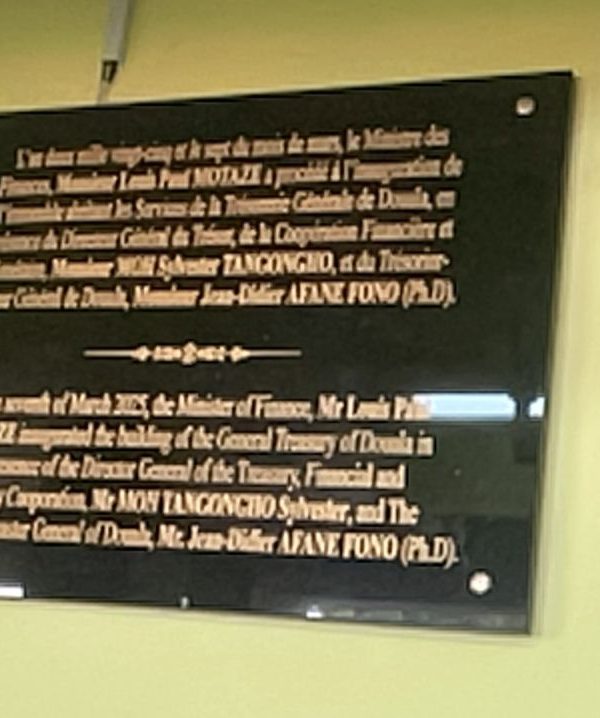 L'an deux mille vingt-cinq et le sept du mois de mars, le Ministre des
Finances, Monsieur Louis Paul MOTAZE a procédé à l'inauguration de
l'immeuble abritant les Services de la Trésorerie Générale de Douala, en
du Directeur Général du Trésor, de la Coopération Financière et
Monsieur MOH Sylvester TANGONGHO, et du Trésorier-
Général de Douala, Monsieur Jean-Didier AFANE FONO (Ph.D).
seventh of March 2025, the Minister of Finance, Mr Louis Paul
inaugurated the building of the General Treasury of Douala in
of the Director General of the Treasury, Financial and
Cooperation, Mr MOH TANGONGHO Sylvester, and The
General of Douala, Mr. Jean-Didier AFANE FONO (Ph.D).